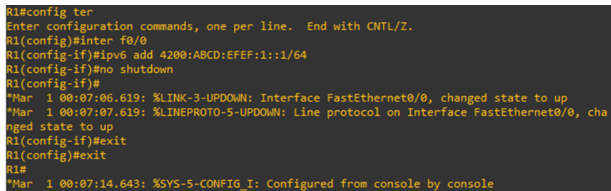 R1#config ter
Enter configuration commands, one per line.  End with CNTL/Z.
R1(config)#inter f0/0
R1(config-if)#ipv6 add 4200:ABCD:EFEF:1::1/64
R1(config-if)#no shutdown
R1(config-if)#
*Mar  1 00:07:06.619: %LINK-3-UPDOWN: Interface FastEthernet0/0, changed state to up
*Mar  1 00:07:07.619: %LINEPROTO-5-UPDOWN: Line protocol on Interface FastEthernet0/0, cha
nged state to up
R1(config-if)#exit
R1(config)#exit
R1#
*Mar  1 00:07:14.643: %SYS-5-CONFIG_I: Configured from console by console